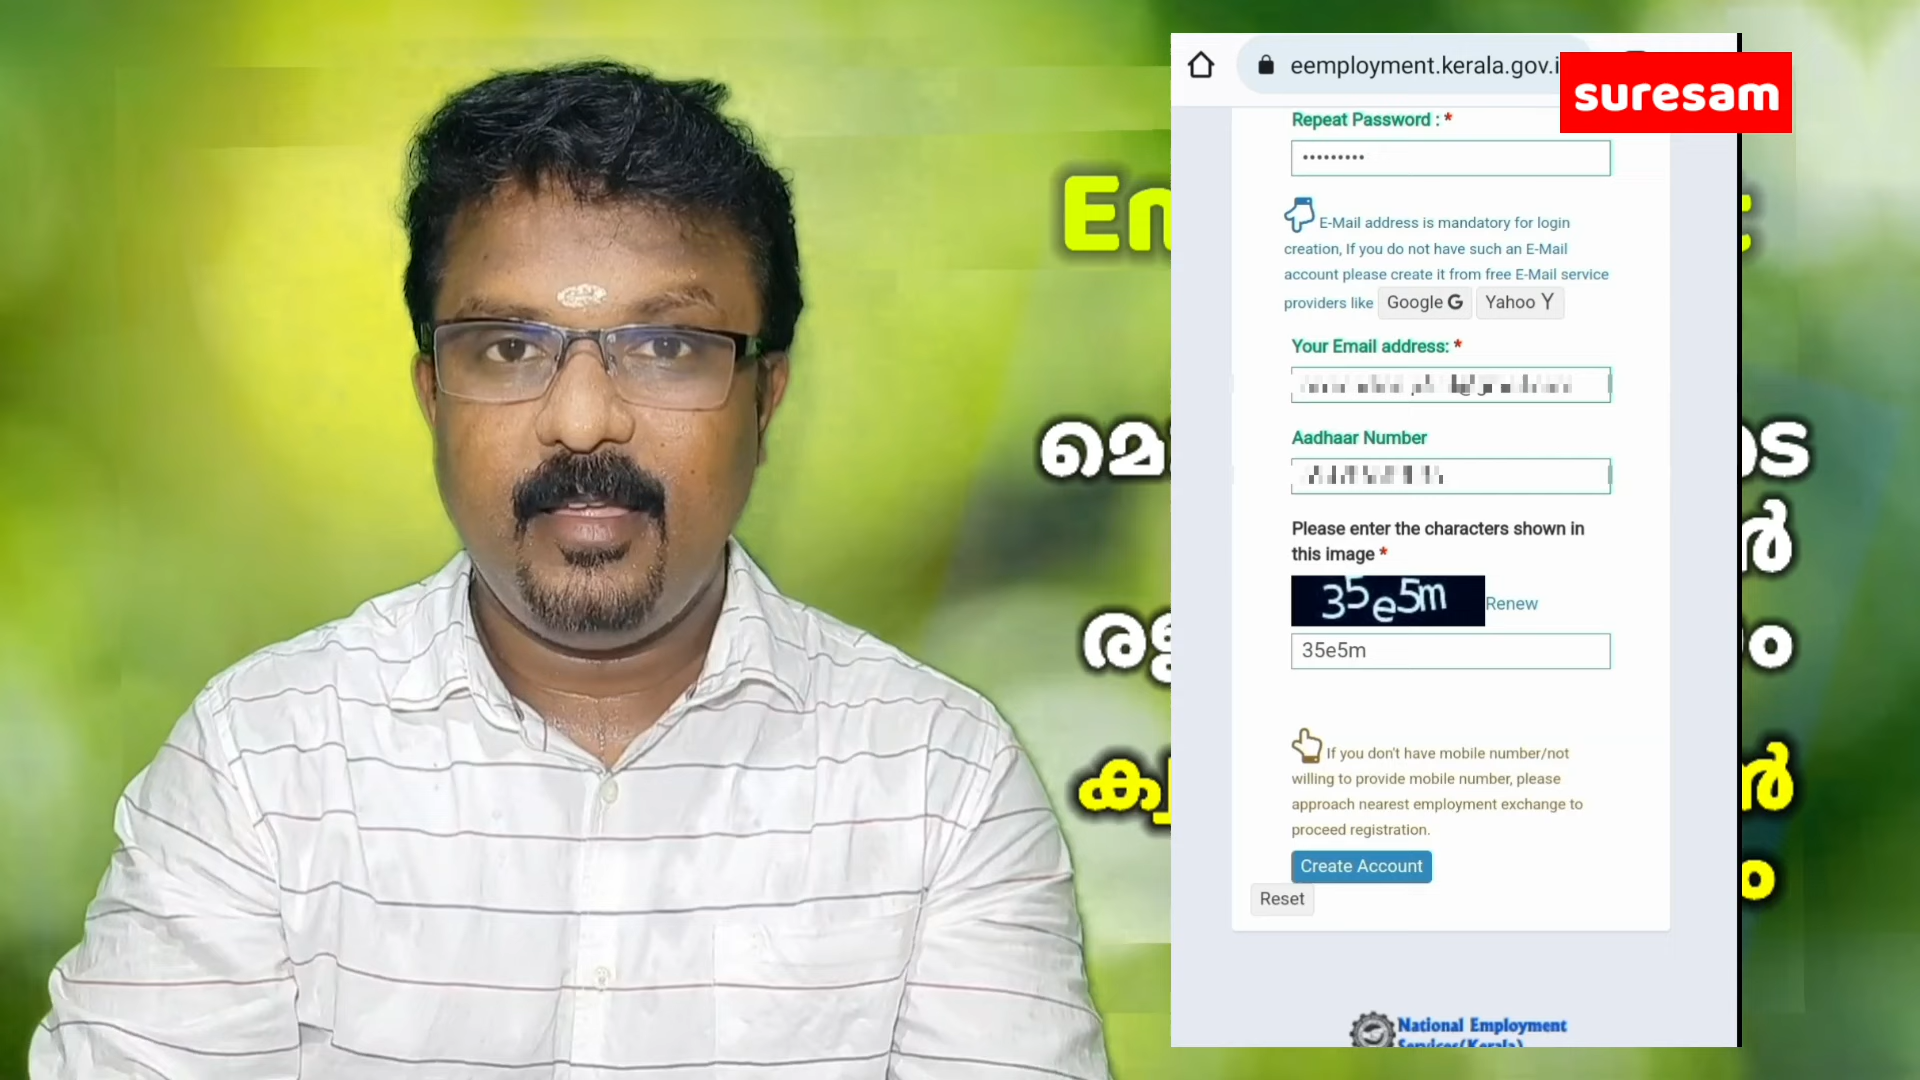 eemployment.kerala.gov.i
suresam
Repeat Password : *
•••••••••
E-Mail address is mandatory for login
creation, If you do not have such an E-Mail
account please create it from free E-Mail service
providers like Google G Yahoo Y
Your Email address: *
Aadhaar Number
Please enter the characters shown in
this image *
35e5m
Renew
35e5m
If you don't have mobile number/not
willing to provide mobile number, please
approach nearest employment exchange to
proceed registration.
Create Account
Reset
National Employment
Services(Kerala)